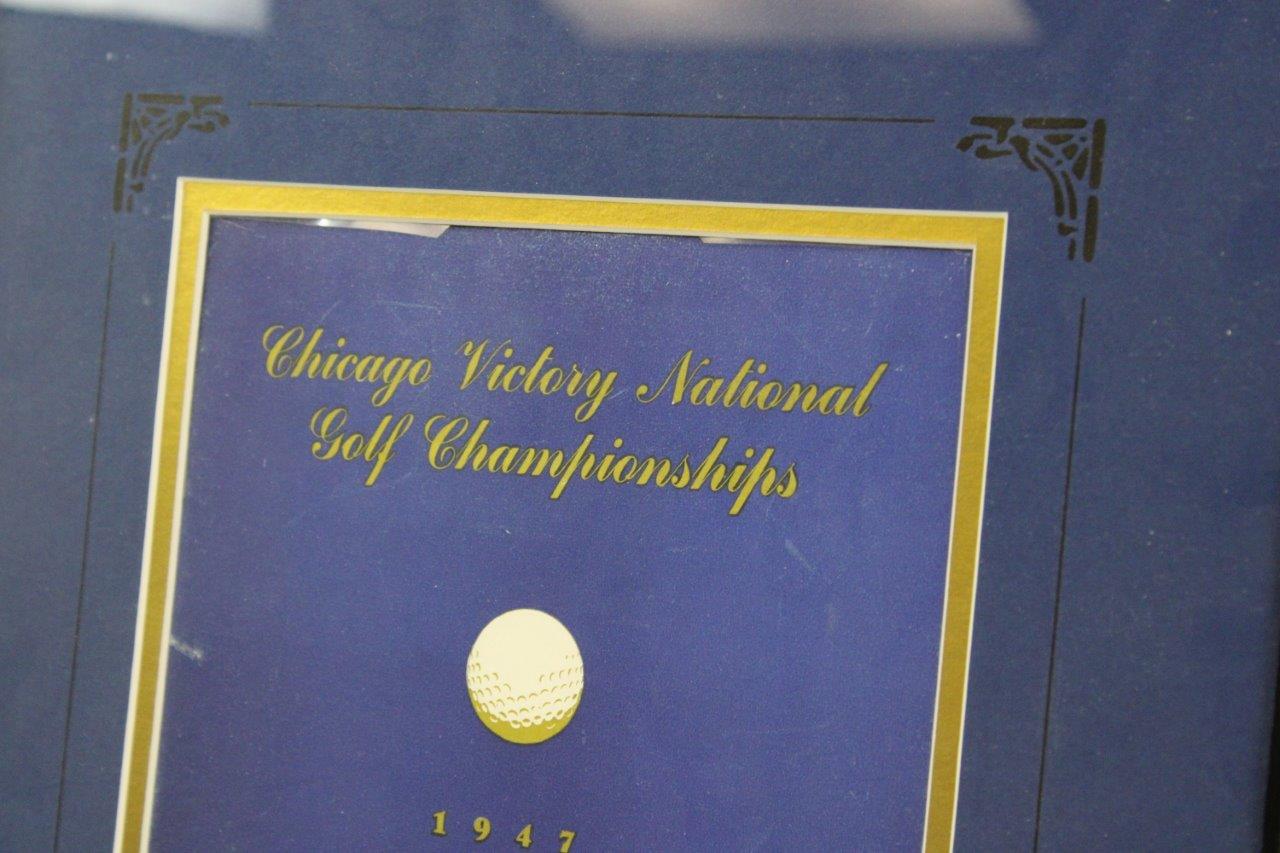 Chicago Victory National
Golf Championships
1947